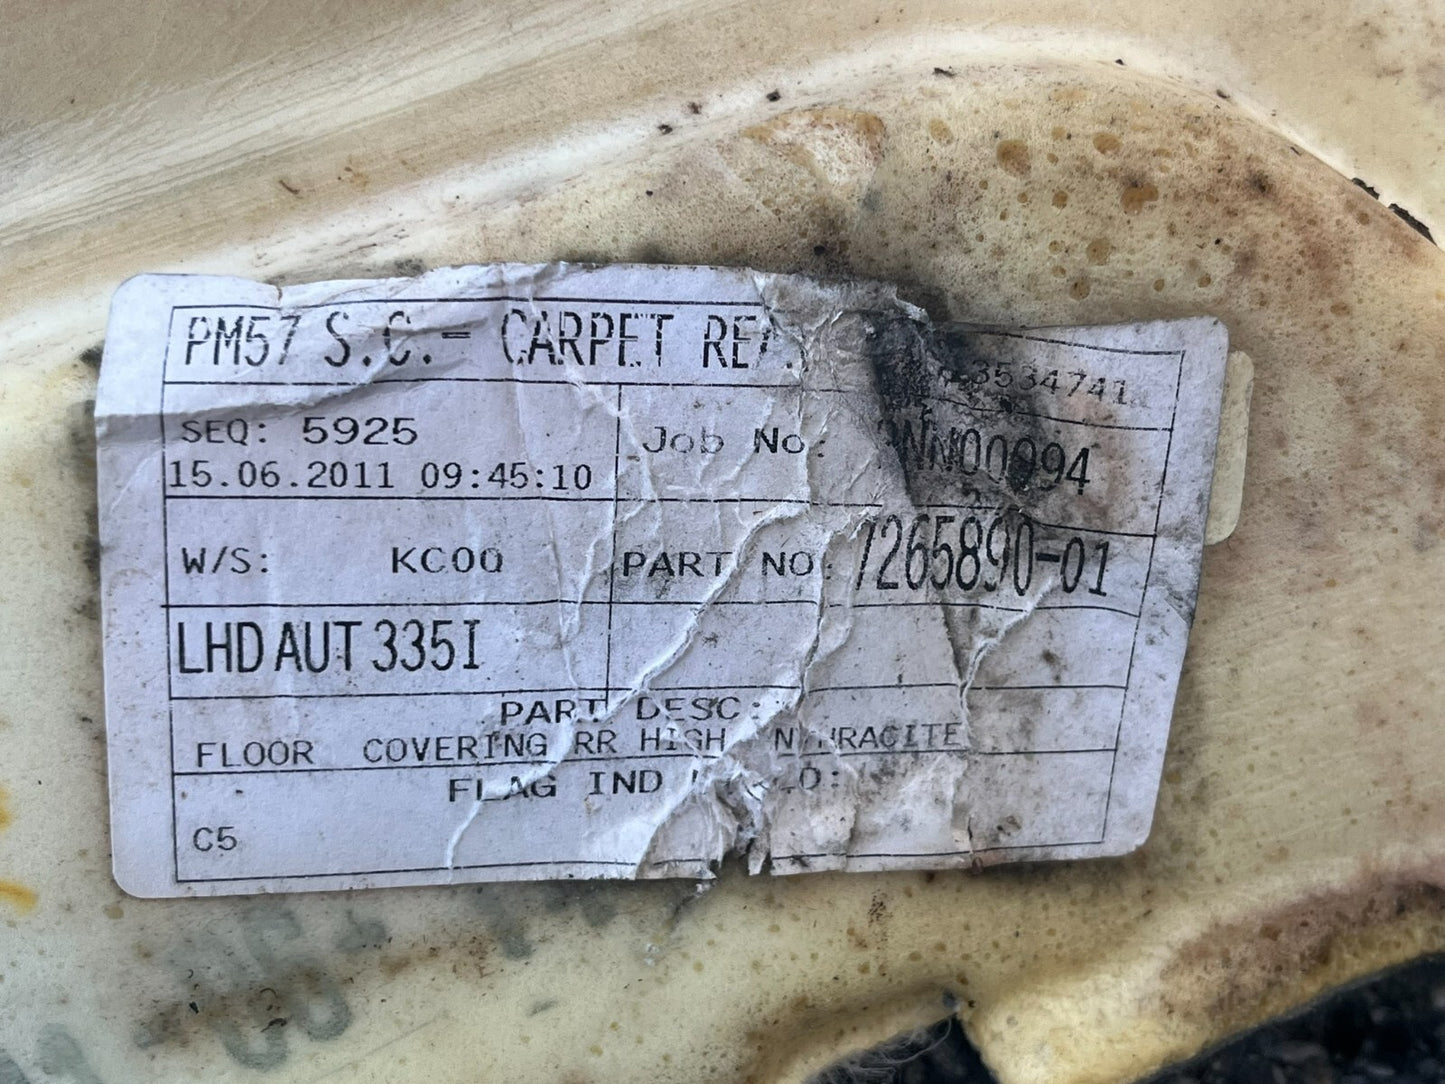 PM57 S.C.- CARPET
3534741
SEQ: 5925
15.06.2011 09:45:10
Job No:
W/S: KC0Q
PART NO: 7265890-01
LHD AUT 335I
PART DESC:
FLOOR COVERING RR HIGH
FLAG IND
C5